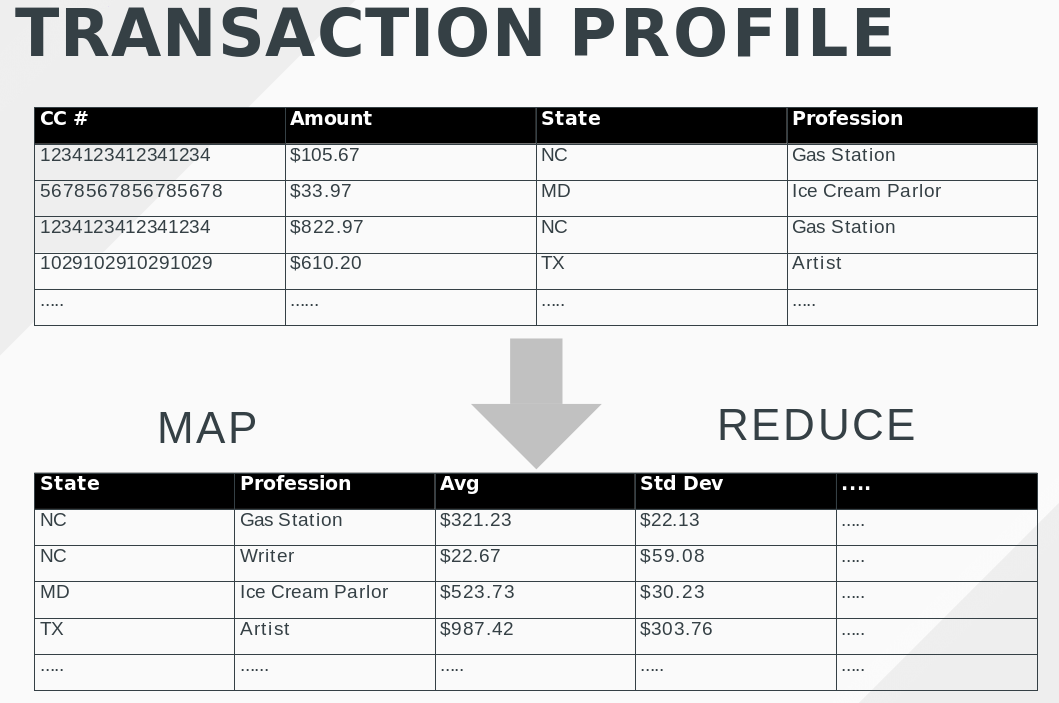 TRANSACTION PROFILE
CC # Amount State Profession
1234123412341234 $105.67 NC Gas Station
5678567856785678 $33.97 MD Ice Cream Parlor
1234123412341234 $822.97 NC Gas Station
1029102910291029 $610.20 TX Artist
..... ...... ..... .....
MAP REDUCE
State Profession Avg Std Dev ....
NC Gas Station $321.23 $22.13 .....
NC Writer $22.67 $59.08 .....
MD Ice Cream Parlor $523.73 $30.23 .....
TX Artist $987.42 $303.76 .....
..... ...... ..... ..... .....